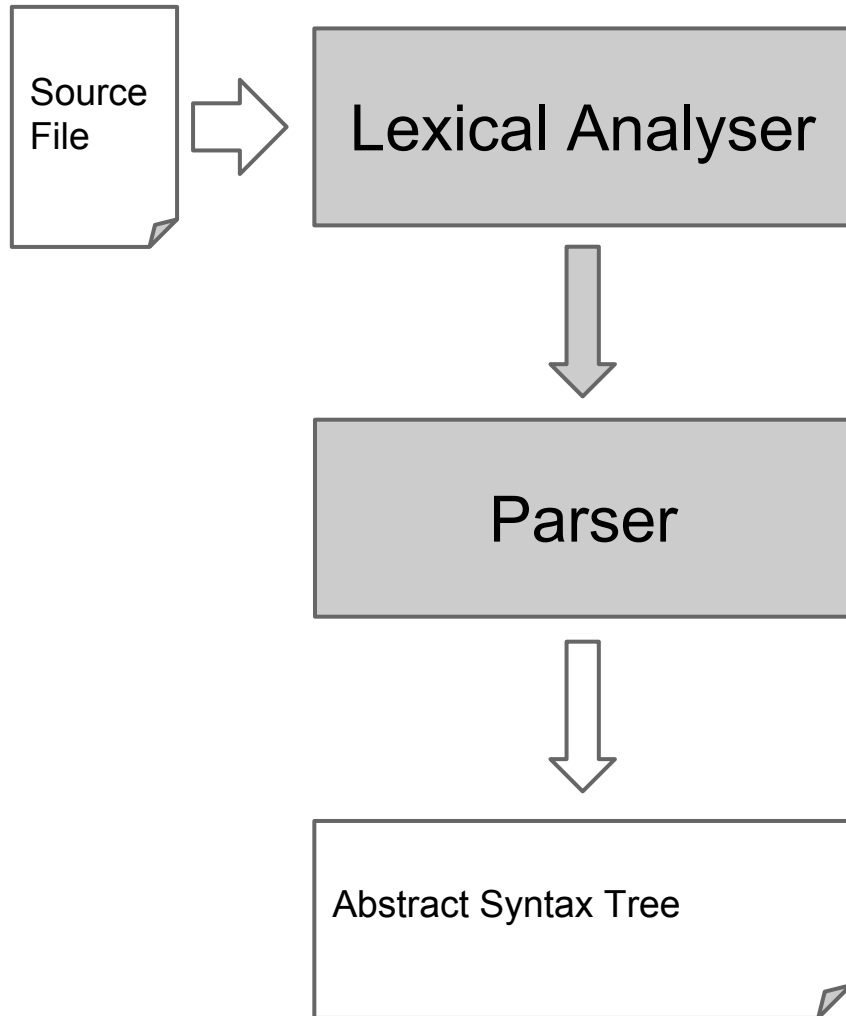 Source
File
Lexical Analyser
Parser
Abstract Syntax Tree